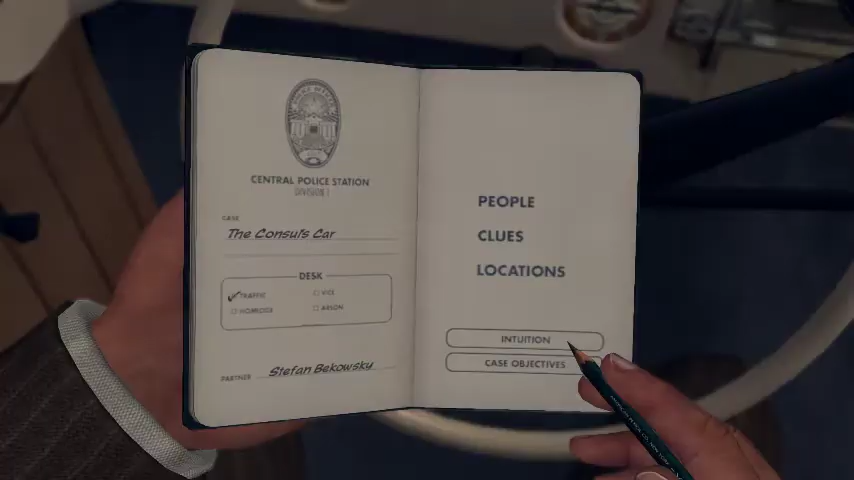 CENTRAL POLICE STATION
DIVISION 1
CASE
The Consul's Car
DESK
TRAFFIC
VICE
HOMICIDE
ARSON
PARTNER
Stefan Bekowsky
PEOPLE
CLUES
LOCATIONS
INTUITION
CASE OBJECTIVES